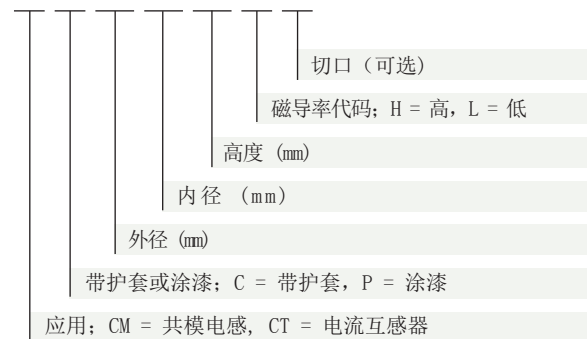 切口（可选）
磁导率代码；H = 高，L = 低
高度 (mm)
内径 (mm)
外径 (mm)
带护套或涂漆；C = 带护套，P = 涂漆
应用；CM = 共模电感, CT = 电流互感器